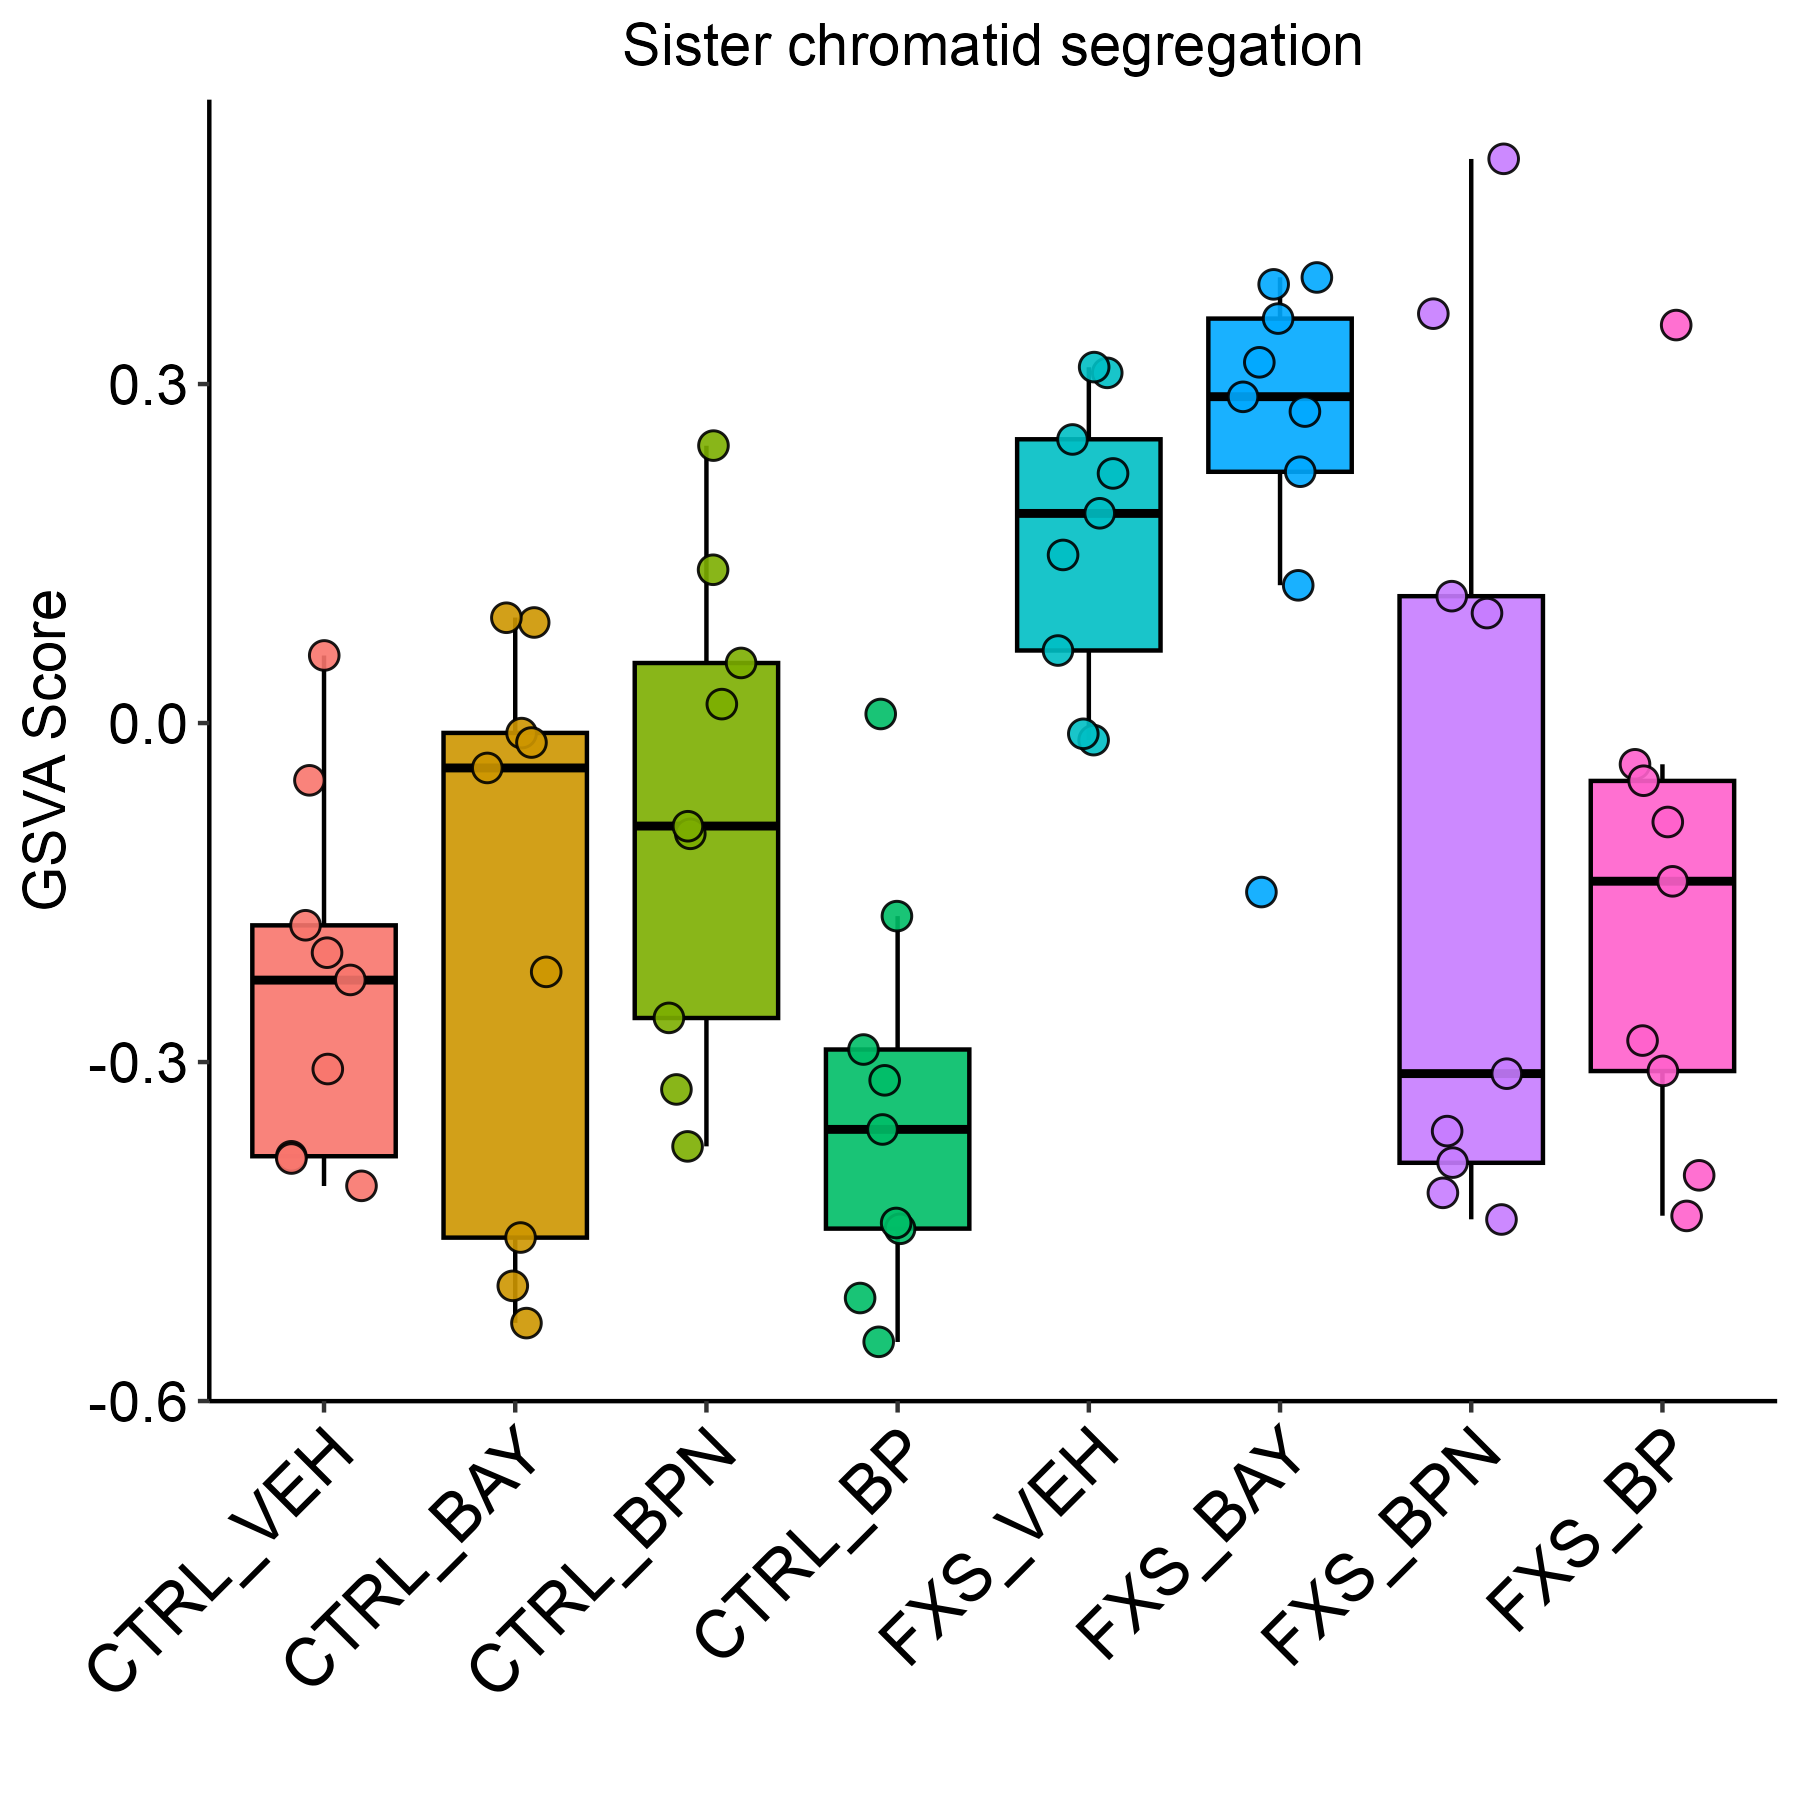 Sister chromatid segregation
GSVA Score
0.3
0.0
-0.3
-0.6
CTRL_VEH
CTRL_BAY
CTRL_BPN
CTRL_BP
FXS_VEH
FXS_BAY
FXS_BPN
FXS_BP